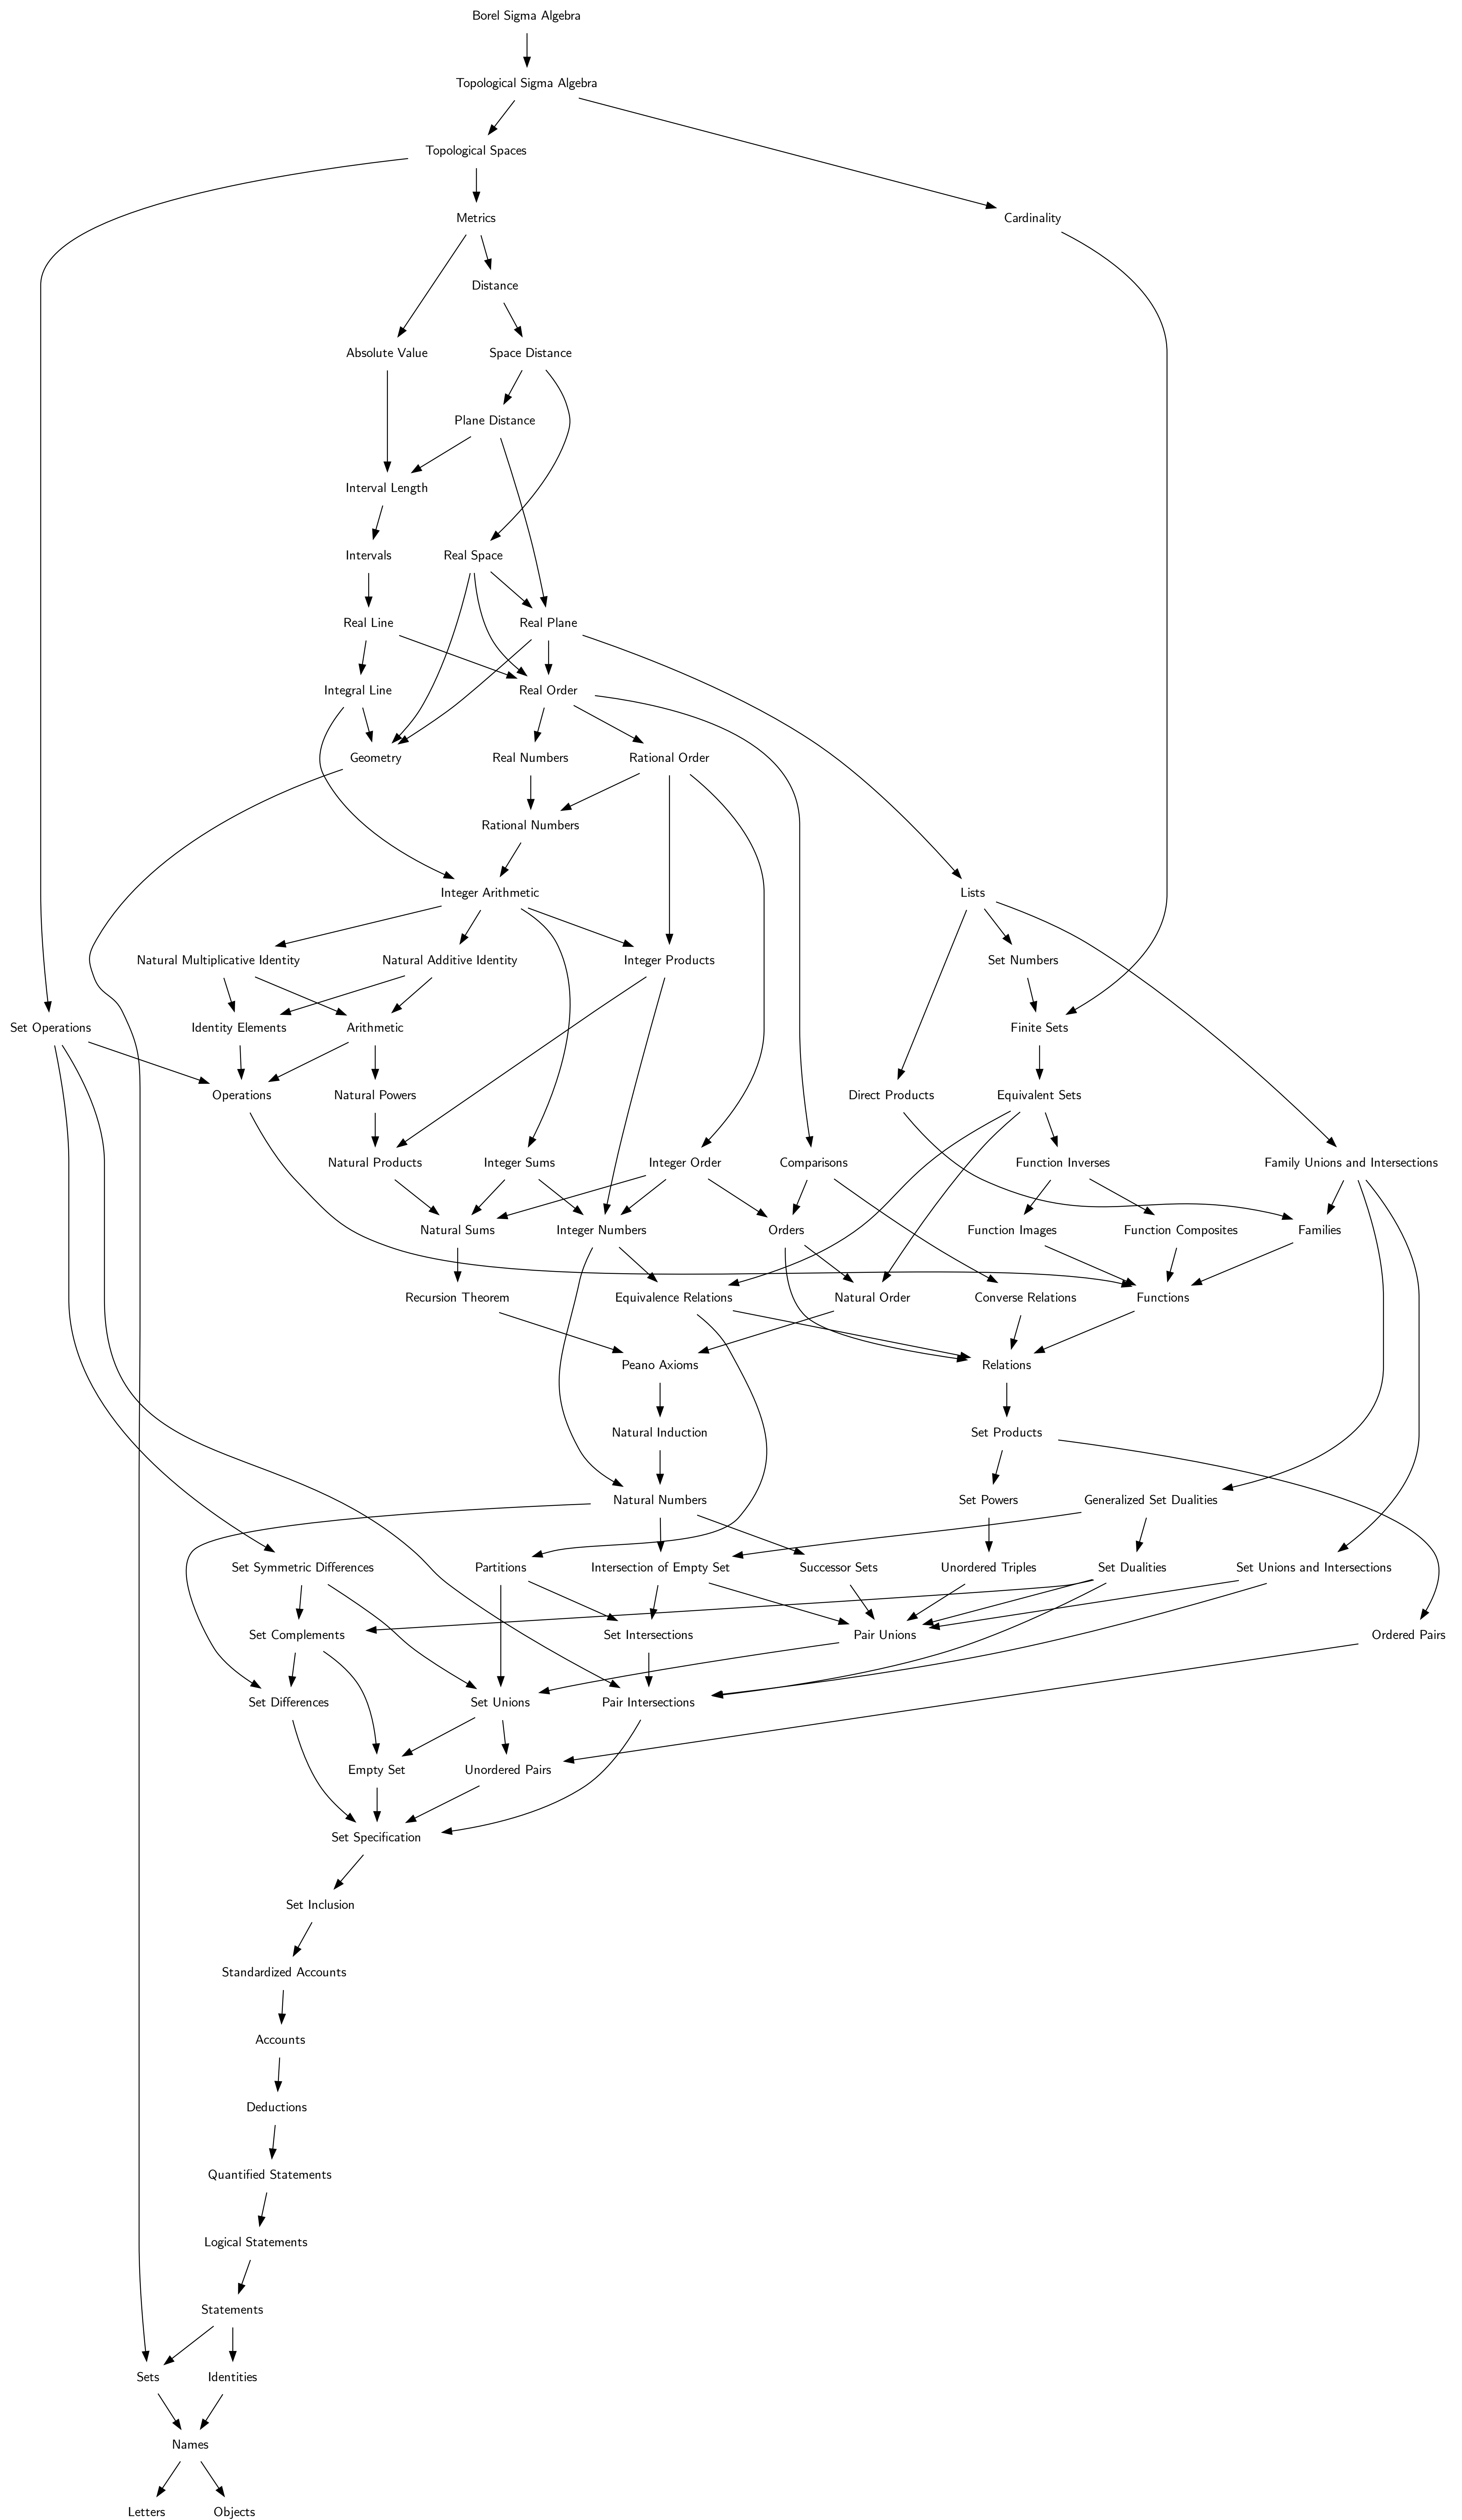 Borel Sigma Algebra
Topological Sigma Algebra
Topological Spaces
Metrics
Cardinality
Distance
Absolute Value
Space Distance
Plane Distance
Interval Length
Intervals
Real Space
Real Line
Real Plane
Integral Line
Real Order
Geometry
Real Numbers
Rational Order
Rational Numbers
Integer Arithmetic
Lists
Natural Multiplicative Identity
Natural Additive Identity
Integer Products
Set Numbers
Set Operations
Identity Elements
Arithmetic
Finite Sets
Operations
Natural Powers
Direct Products
Equivalent Sets
Natural Products
Integer Sums
Integer Order
Comparisons
Function Inverses
Family Unions and Intersections
Natural Sums
Integer Numbers
Orders
Function Images
Function Composites
Families
Recursion Theorem
Equivalence Relations
Natural Order
Converse Relations
Functions
Peano Axioms
Relations
Natural Induction
Set Products
Natural Numbers
Set Powers
Generalized Set Dualities
Set Symmetric Differences
Partitions
Intersection of Empty Set
Successor Sets
Unordered Triples
Set Dualities
Set Unions and Intersections
Set Complements
Set Intersections
Pair Unions
Ordered Pairs
Set Differences
Set Unions
Pair Intersections
Empty Set
Unordered Pairs
Set Specification
Set Inclusion
Standardized Accounts
Accounts
Deductions
Quantified Statements
Logical Statements
Statements
Sets
Identities
Names
Letters
Objects